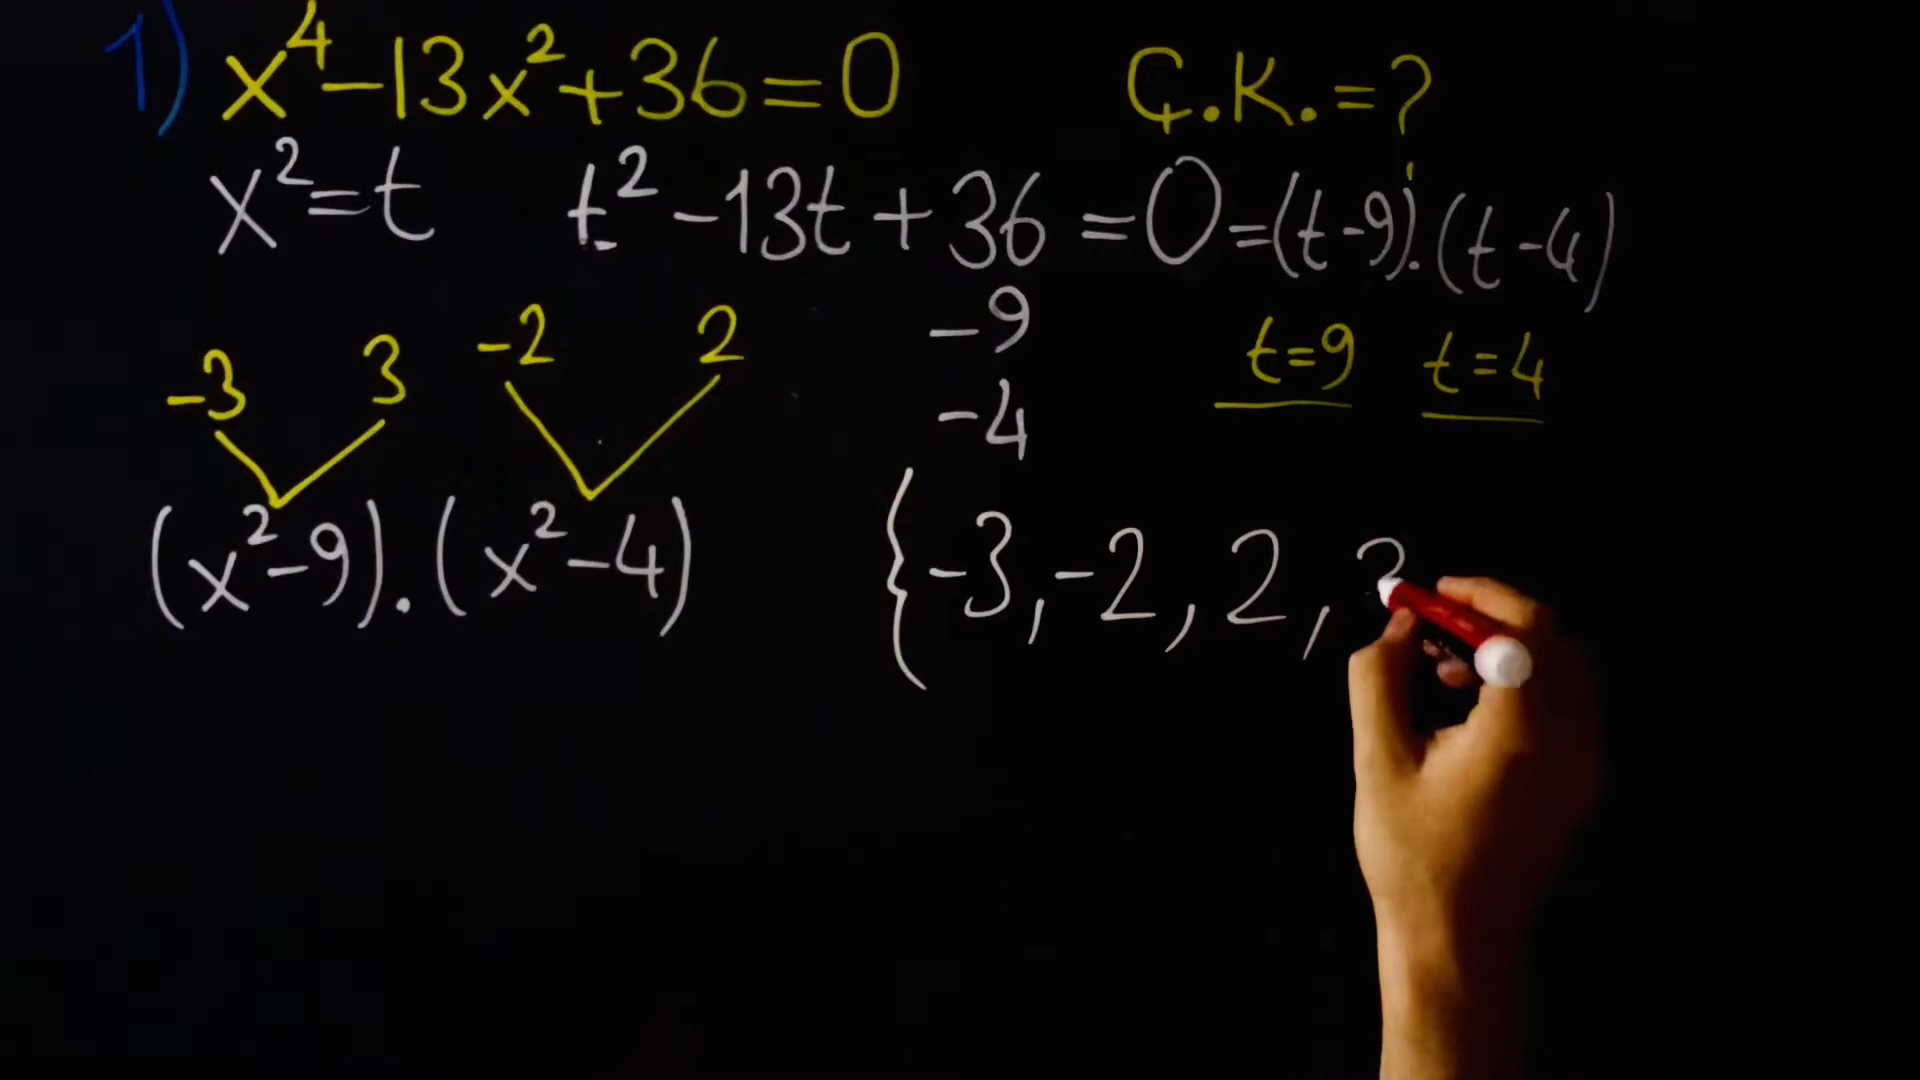 1) x⁴-13x²+36=0 Ç.K.=?
x²=t t²-13t+36=0=(t-9).(t-4)
-9
-4
t=9 t=4
-3 3 -2 2
(x²-9).(x²-4)
{-3,-2,2,